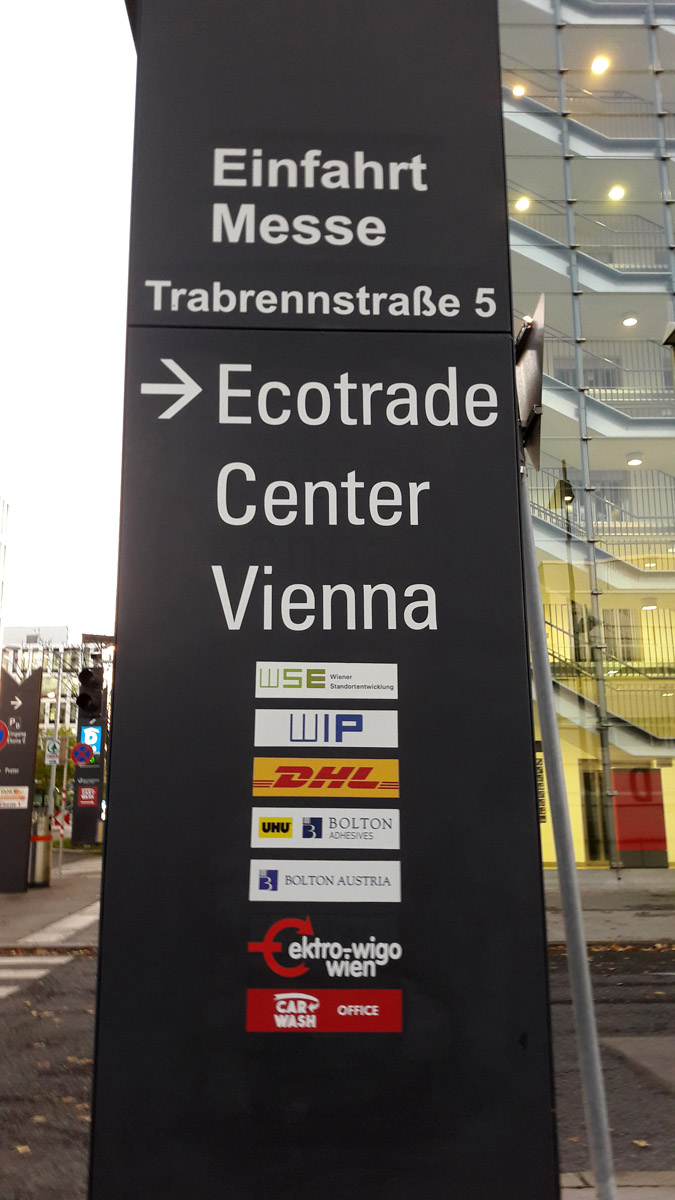 Einfahrt
Messe
Trabrennstraße 5
→ Ecotrade
Center
Vienna
WSE Wiener
Standortentwicklung
WIP
DHL
UHU BOLTON
ADHESIVES
BOLTON AUSTRIA
ektro-wigo
wien
CAR
WASH
OFFICE
P
Prater